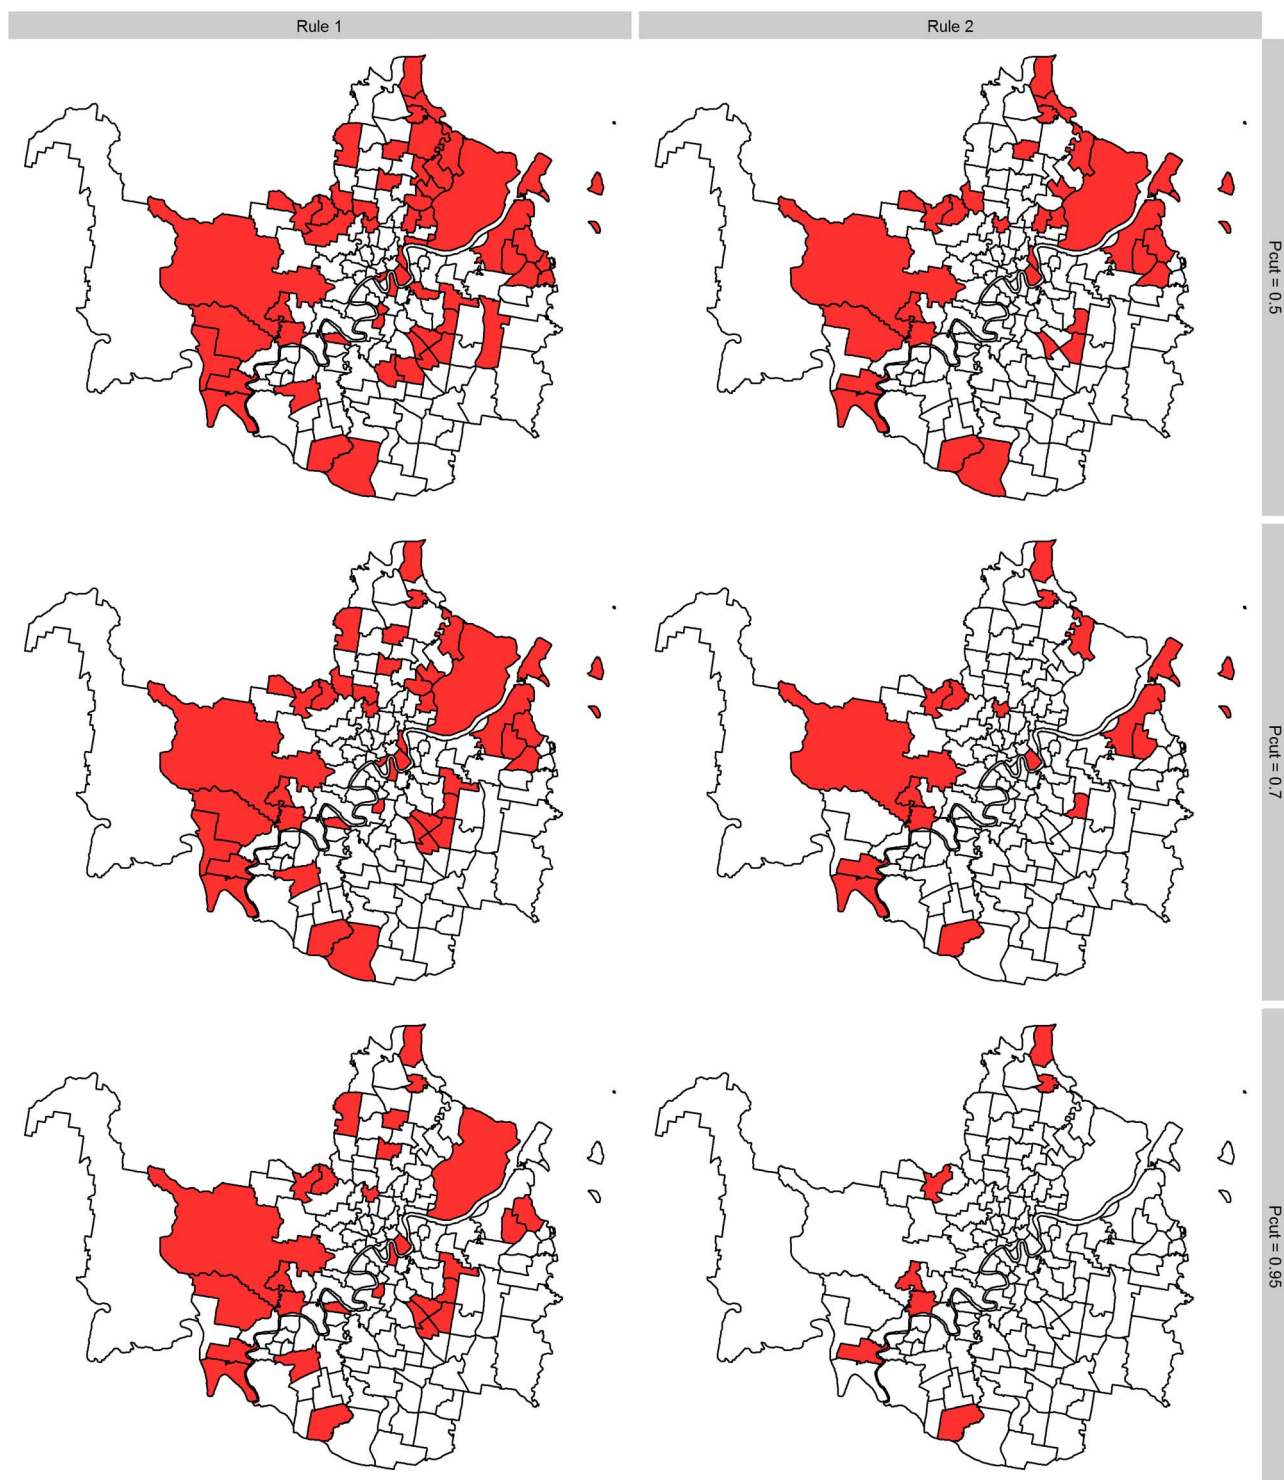 Rule 1
Rule 2
Pcut = 0.5
Pcut = 0.7
Pcut = 0.95